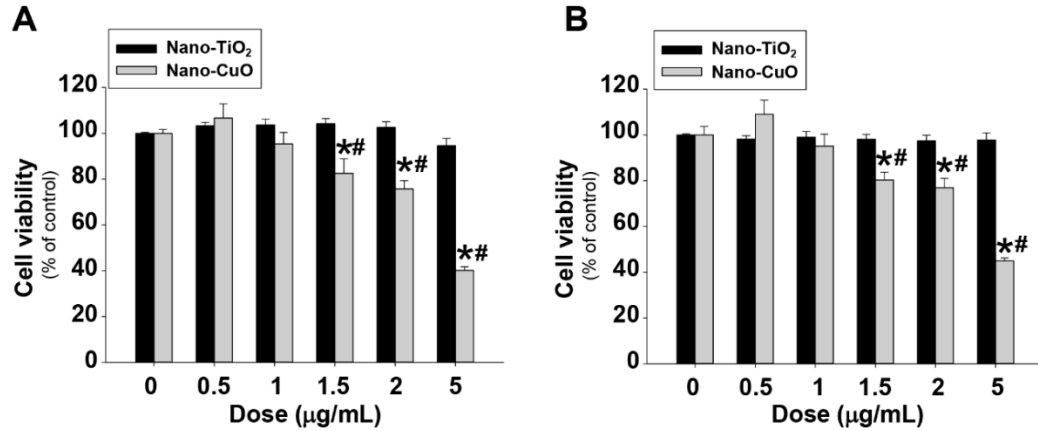 A
Nano-TiO₂
Nano-CuO
120
100
80
60
40
20
0
Cell viability
(% of control)
*#
*#
*#
0 0.5 1 1.5 2 5
Dose (μg/mL)
B
Nano-TiO₂
Nano-CuO
120
100
80
60
40
20
0
Cell viability
(% of control)
*#
*#
*#
0 0.5 1 1.5 2 5
Dose (μg/mL)